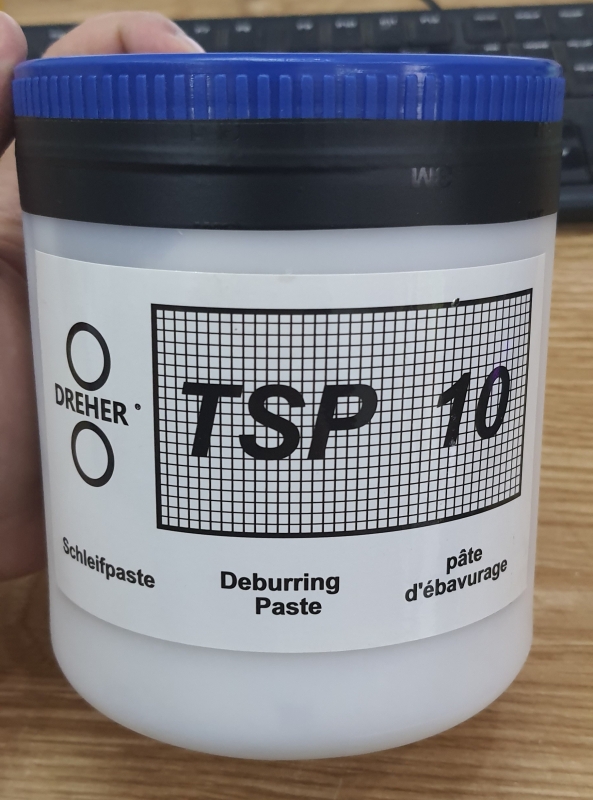 DREHER®
TSP 10
Schleifpaste
Deburring
Paste
pâte
d'ébavurage